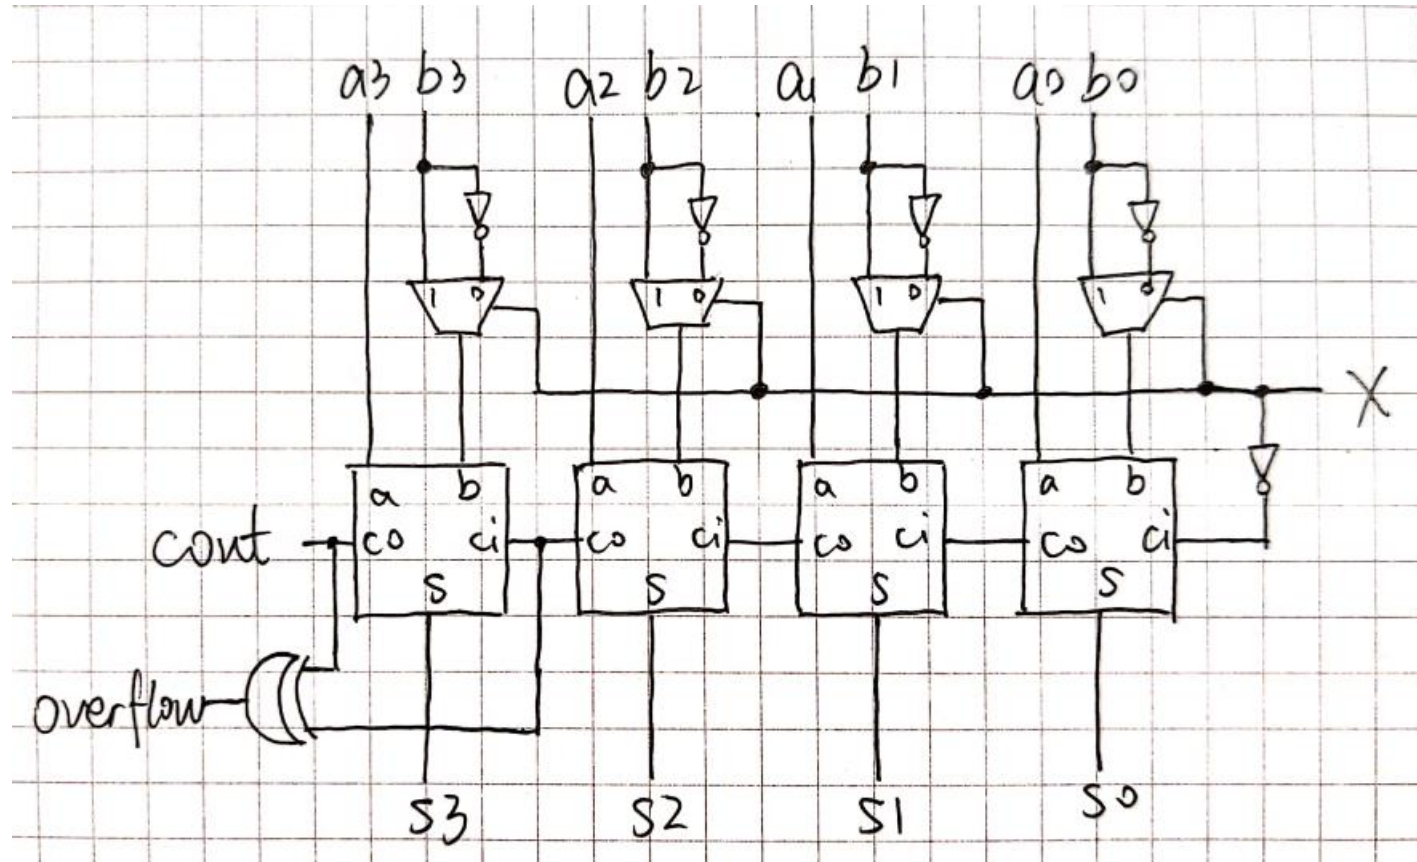 a3 b3 a2 b2 a1 b1 a0 b0
1 0 1 0 1 0 1 0
X
a b a b a b a b
cont co ci co ci co ci co ci
s s s s
overflow
s3 s2 s1 s0